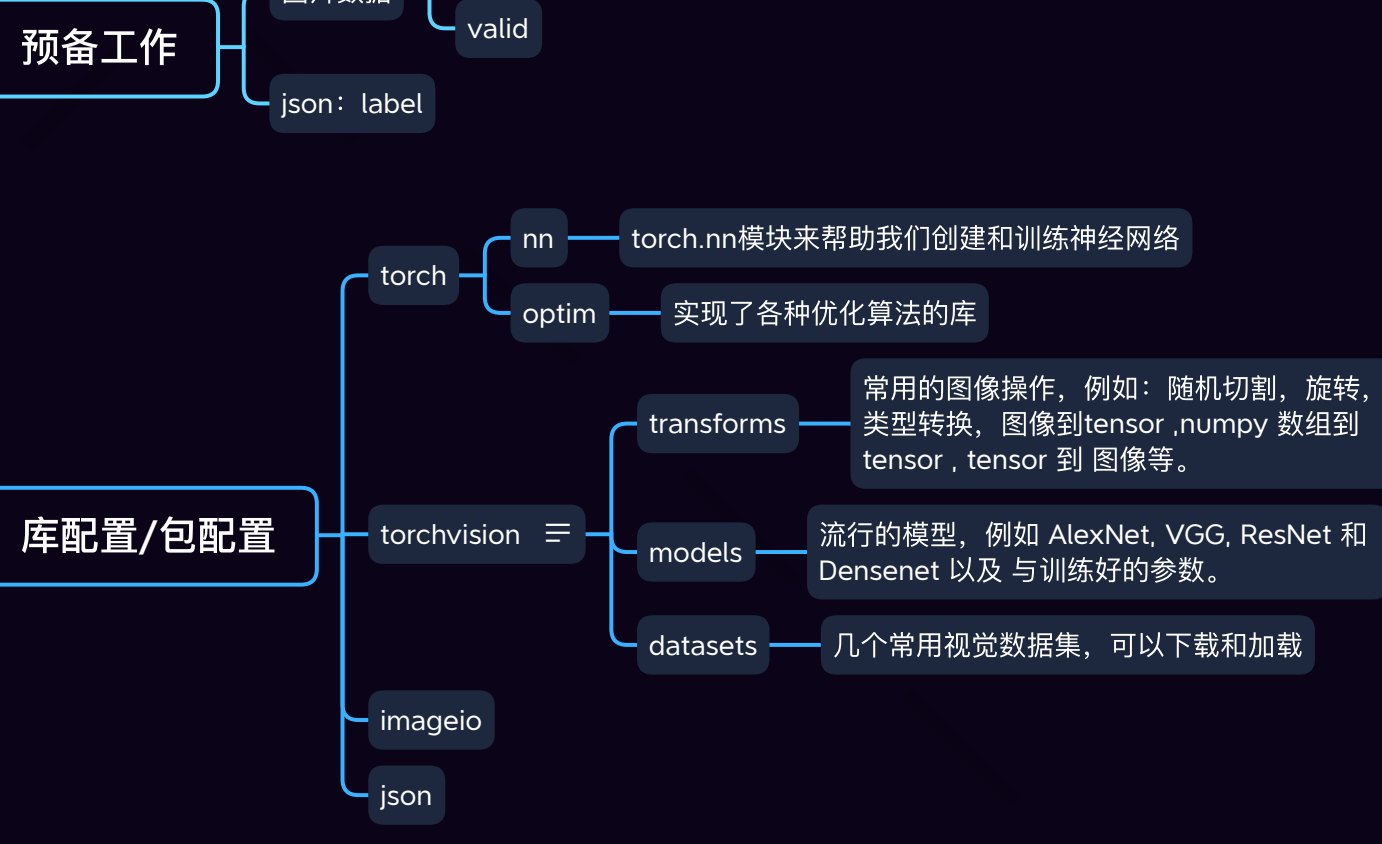 valid
预备工作
json：label
nn
torch.nn模块来帮助我们创建和训练神经网络
torch
optim
实现了各种优化算法的库
常用的图像操作，例如：随机切割，旋转，
类型转换，图像到tensor ,numpy 数组到
tensor , tensor 到 图像等。
transforms
库配置/包配置
torchvision
流行的模型，例如 AlexNet, VGG, ResNet 和
Densenet 以及 与训练好的参数。
models
datasets
几个常用视觉数据集，可以下载和加载
imageio
json